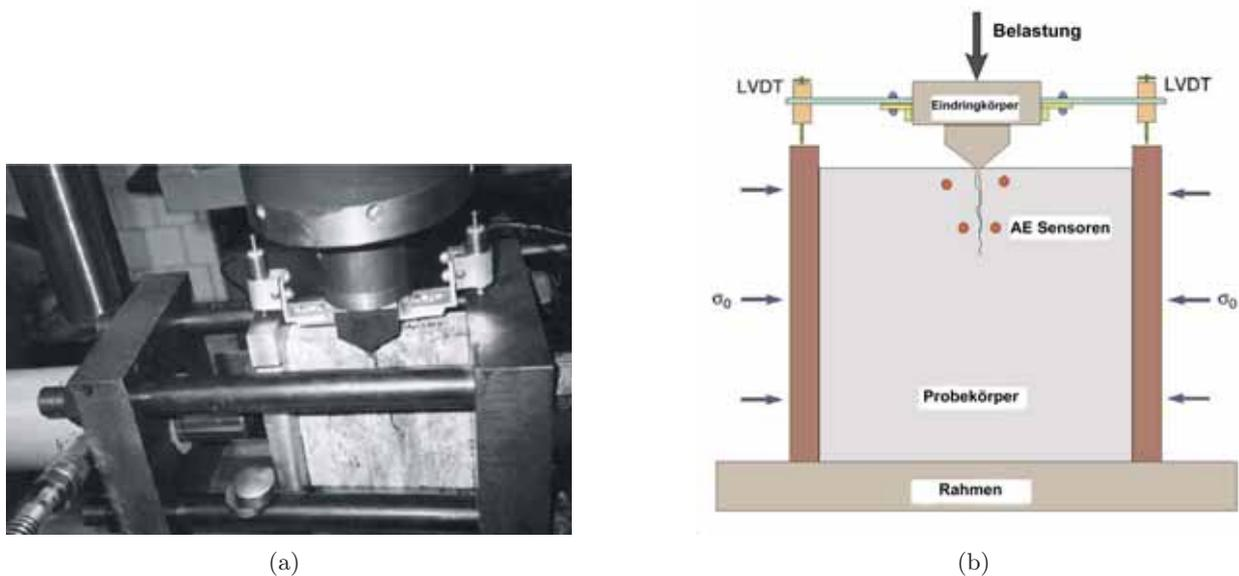 Belastung
LVDT
LVDT
Eindringkörper
AE Sensoren
σ₀
σ₀
Probekörper
Rahmen
(a)
(b)